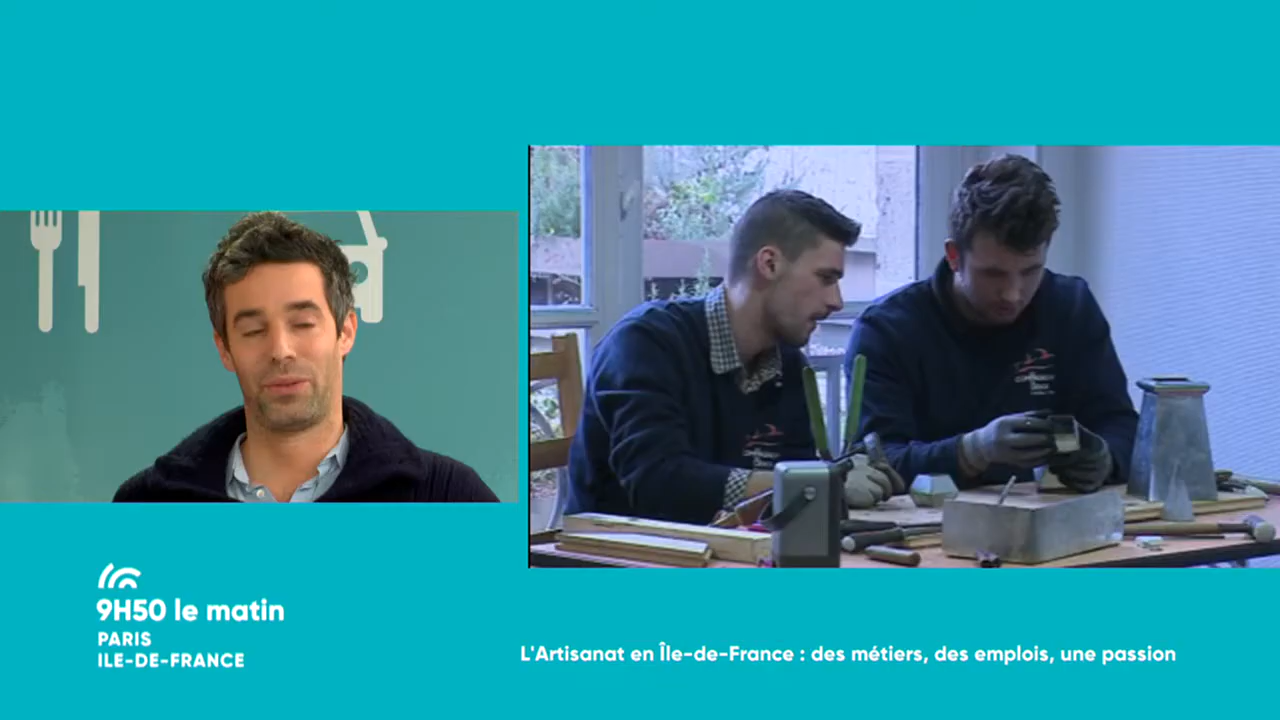 9H50 le matin
PARIS
ILE-DE-FRANCE
L'Artisanat en Île-de-France : des métiers, des emplois, une passion